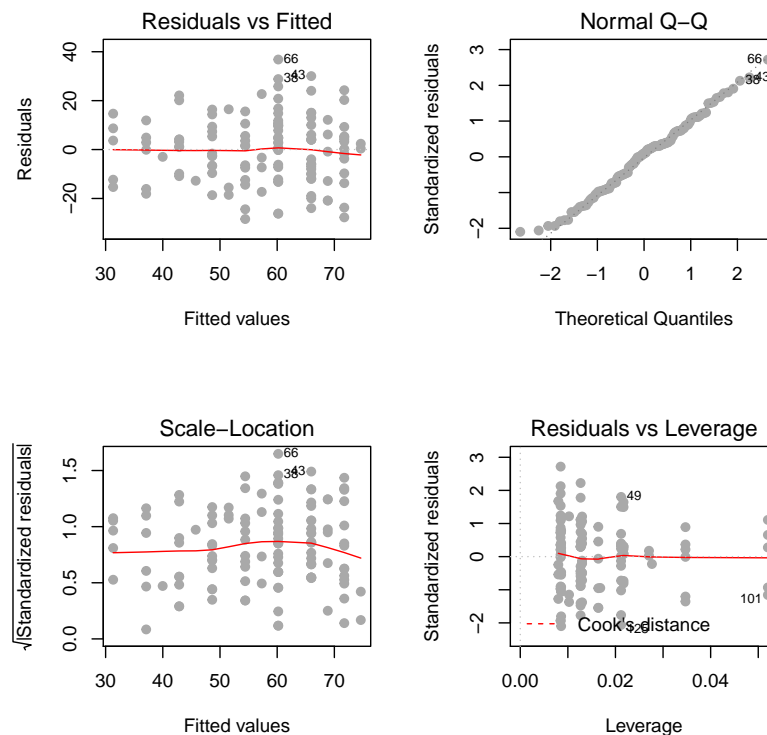 Residuals vs Fitted
Residuals
40
20
0
−20
66
43
38
30 40 50 60 70
Fitted values
Normal Q−Q
Standardized residuals
3
2
1
0
−1
−2
66
43
38
−2 −1 0 1 2
Theoretical Quantiles
Scale−Location
√|Standardized residuals|
1.5
1.0
0.5
0.0
66
43
38
30 40 50 60 70
Fitted values
Residuals vs Leverage
Standardized residuals
3
2
1
0
−1
−2
49
101
Cook's distance
0.00 0.02 0.04
Leverage